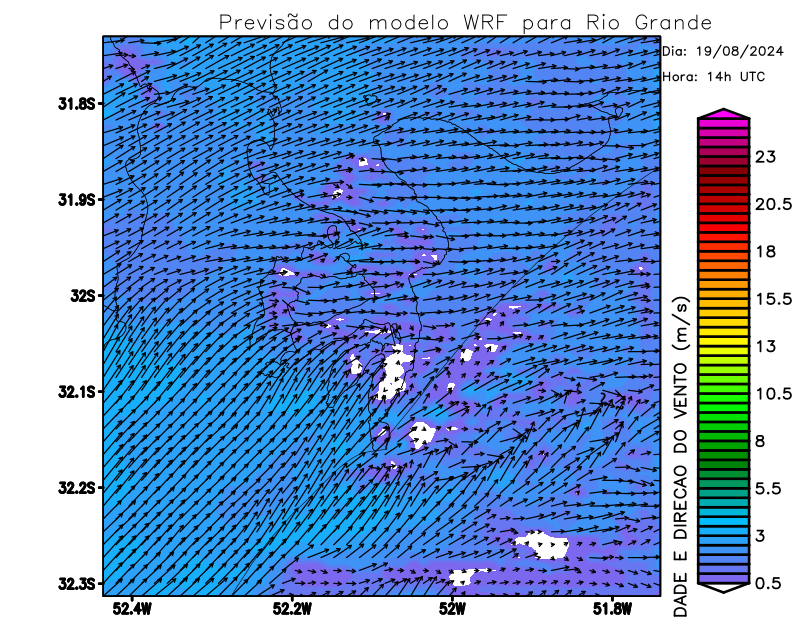 Previsão do modelo WRF para Rio Grande
Dia: 19/08/2024
Hora: 14h UTC
31.8S
31.9S
32S
32.1S
32.2S
32.3S
52.4W
52.2W
52W
51.8W
23
20.5
18
15.5
13
10.5
8
5.5
3
0.5
DADE E DIRECAO DO VENTO (m/s)